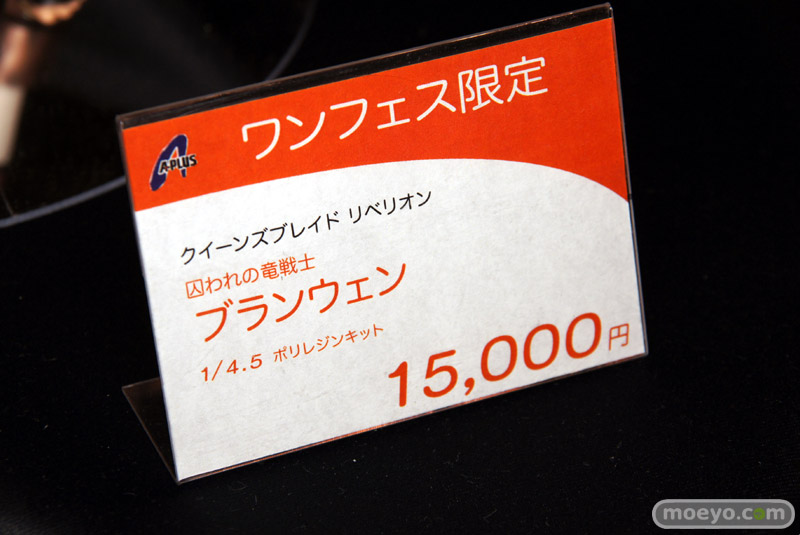 ワンフェス限定
A-PLUS
クイーンズブレイド リベリオン
囚われの竜戦士
ブランウェン
1/4.5 ポリレジンキット
15,000円
moeyo.com